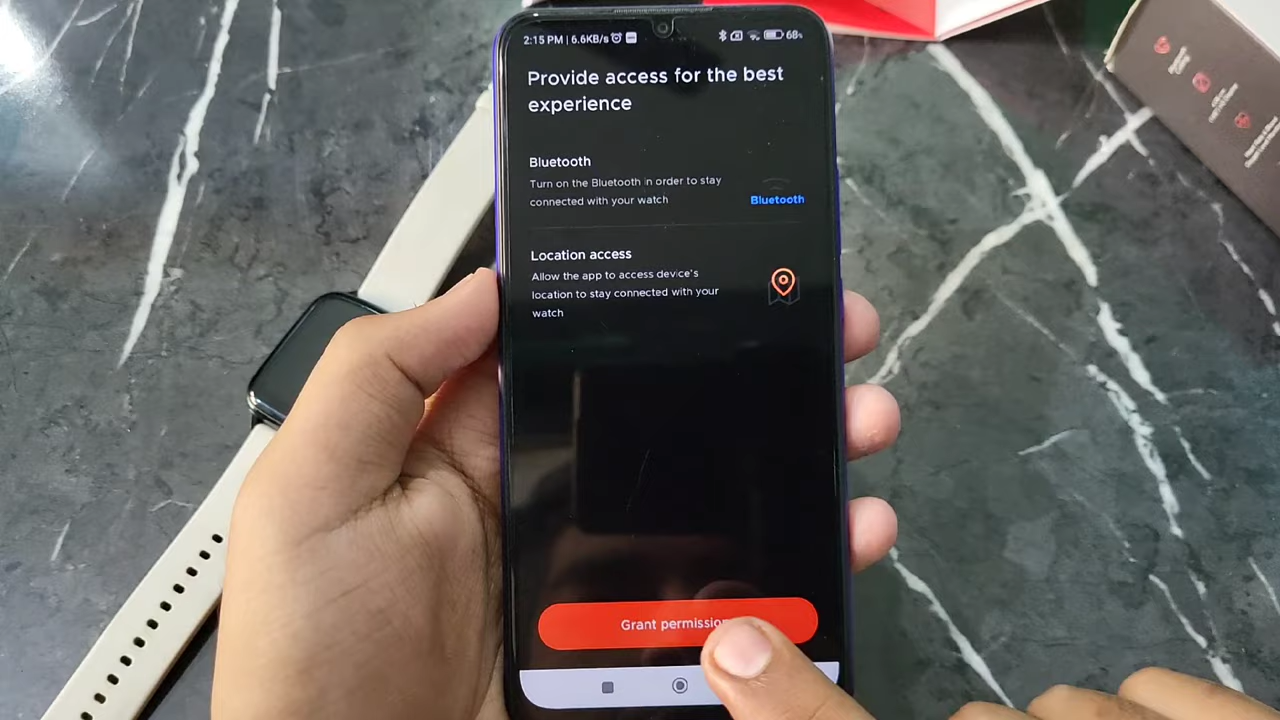 2:15 PM | 6.6KB/s
68%
Provide access for the best
experience
Bluetooth
Turn on the Bluetooth in order to stay
connected with your watch
Bluetooth
Location access
Allow the app to access device's
location to stay connected with your
watch
Grant permission